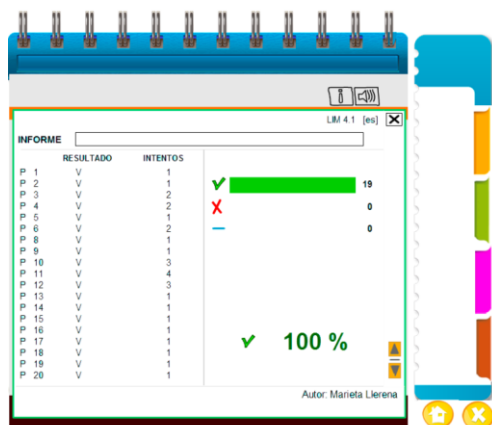 LIM 4.1 [es]
INFORME
RESULTADO INTENTOS
P 1 V 1
P 2 V 1
P 3 V 2
P 4 V 2
P 5 V 1
P 6 V 2
P 8 V 1
P 9 V 1
P 10 V 3
P 11 V 4
P 12 V 3
P 13 V 1
P 14 V 1
P 15 V 1
P 16 V 1
P 17 V 1
P 18 V 1
P 19 V 1
P 20 V 1
19
0
0
100 %
Autor: Marieta Llerena